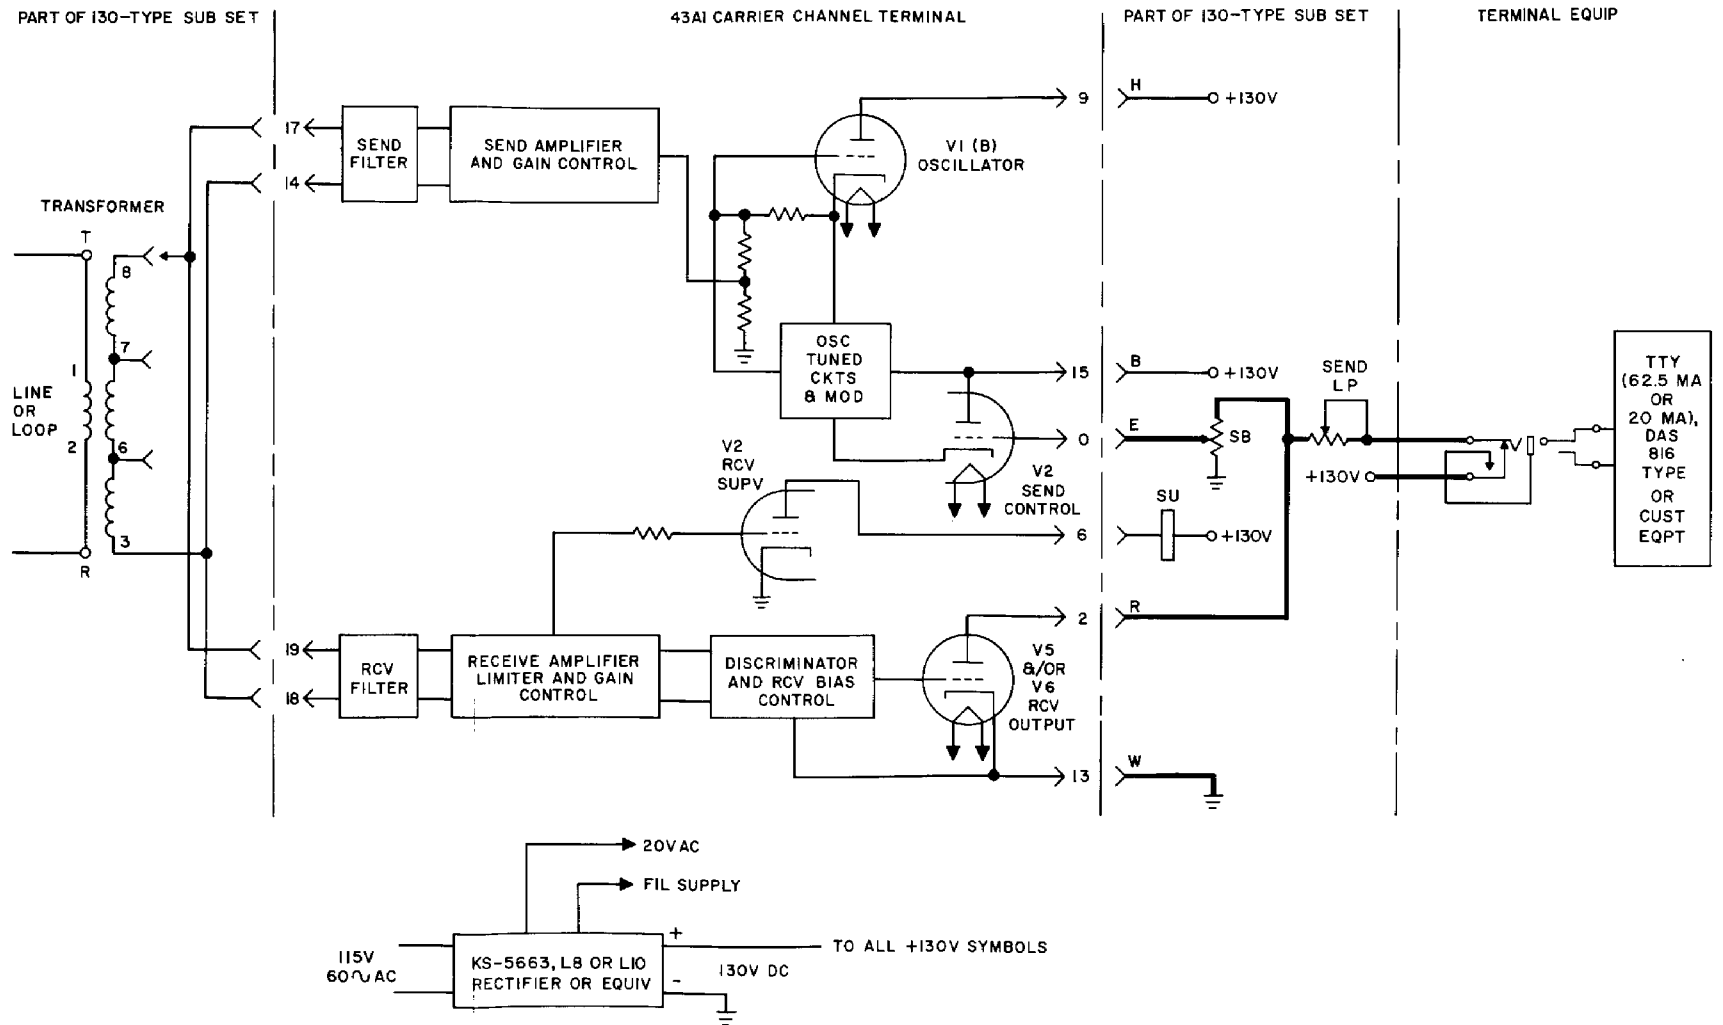 PART OF 130-TYPE SUB SET
43A1 CARRIER CHANNEL TERMINAL
PART OF 130-TYPE SUB SET
TERMINAL EQUIP
9
H
+130V
17
SEND
FILTER
SEND AMPLIFIER
AND GAIN CONTROL
V1 (B)
OSCILLATOR
14
TRANSFORMER
T
8
7
1
LINE
OR
LOOP
2
6
3
R
OSC
TUNED
CKTS
& MOD
15
B
+130V
SEND
LP
TTY
(62.5 MA
OR
20 MA),
DAS
816
TYPE
OR
CUST
EQPT
0
E
SB
V2
RCV
SUPV
V2
SEND
CONTROL
+130V
SU
6
+130V
2
R
19
RCV
FILTER
RECEIVE AMPLIFIER
LIMITER AND GAIN
CONTROL
DISCRIMINATOR
AND RCV BIAS
CONTROL
V5
&/OR
V6
RCV
OUTPUT
18
13
W
20VAC
FIL SUPPLY
115V
60∿AC
KS-5663, L8 OR L10
RECTIFIER OR EQUIV
+
130V DC
-
TO ALL +130V SYMBOLS